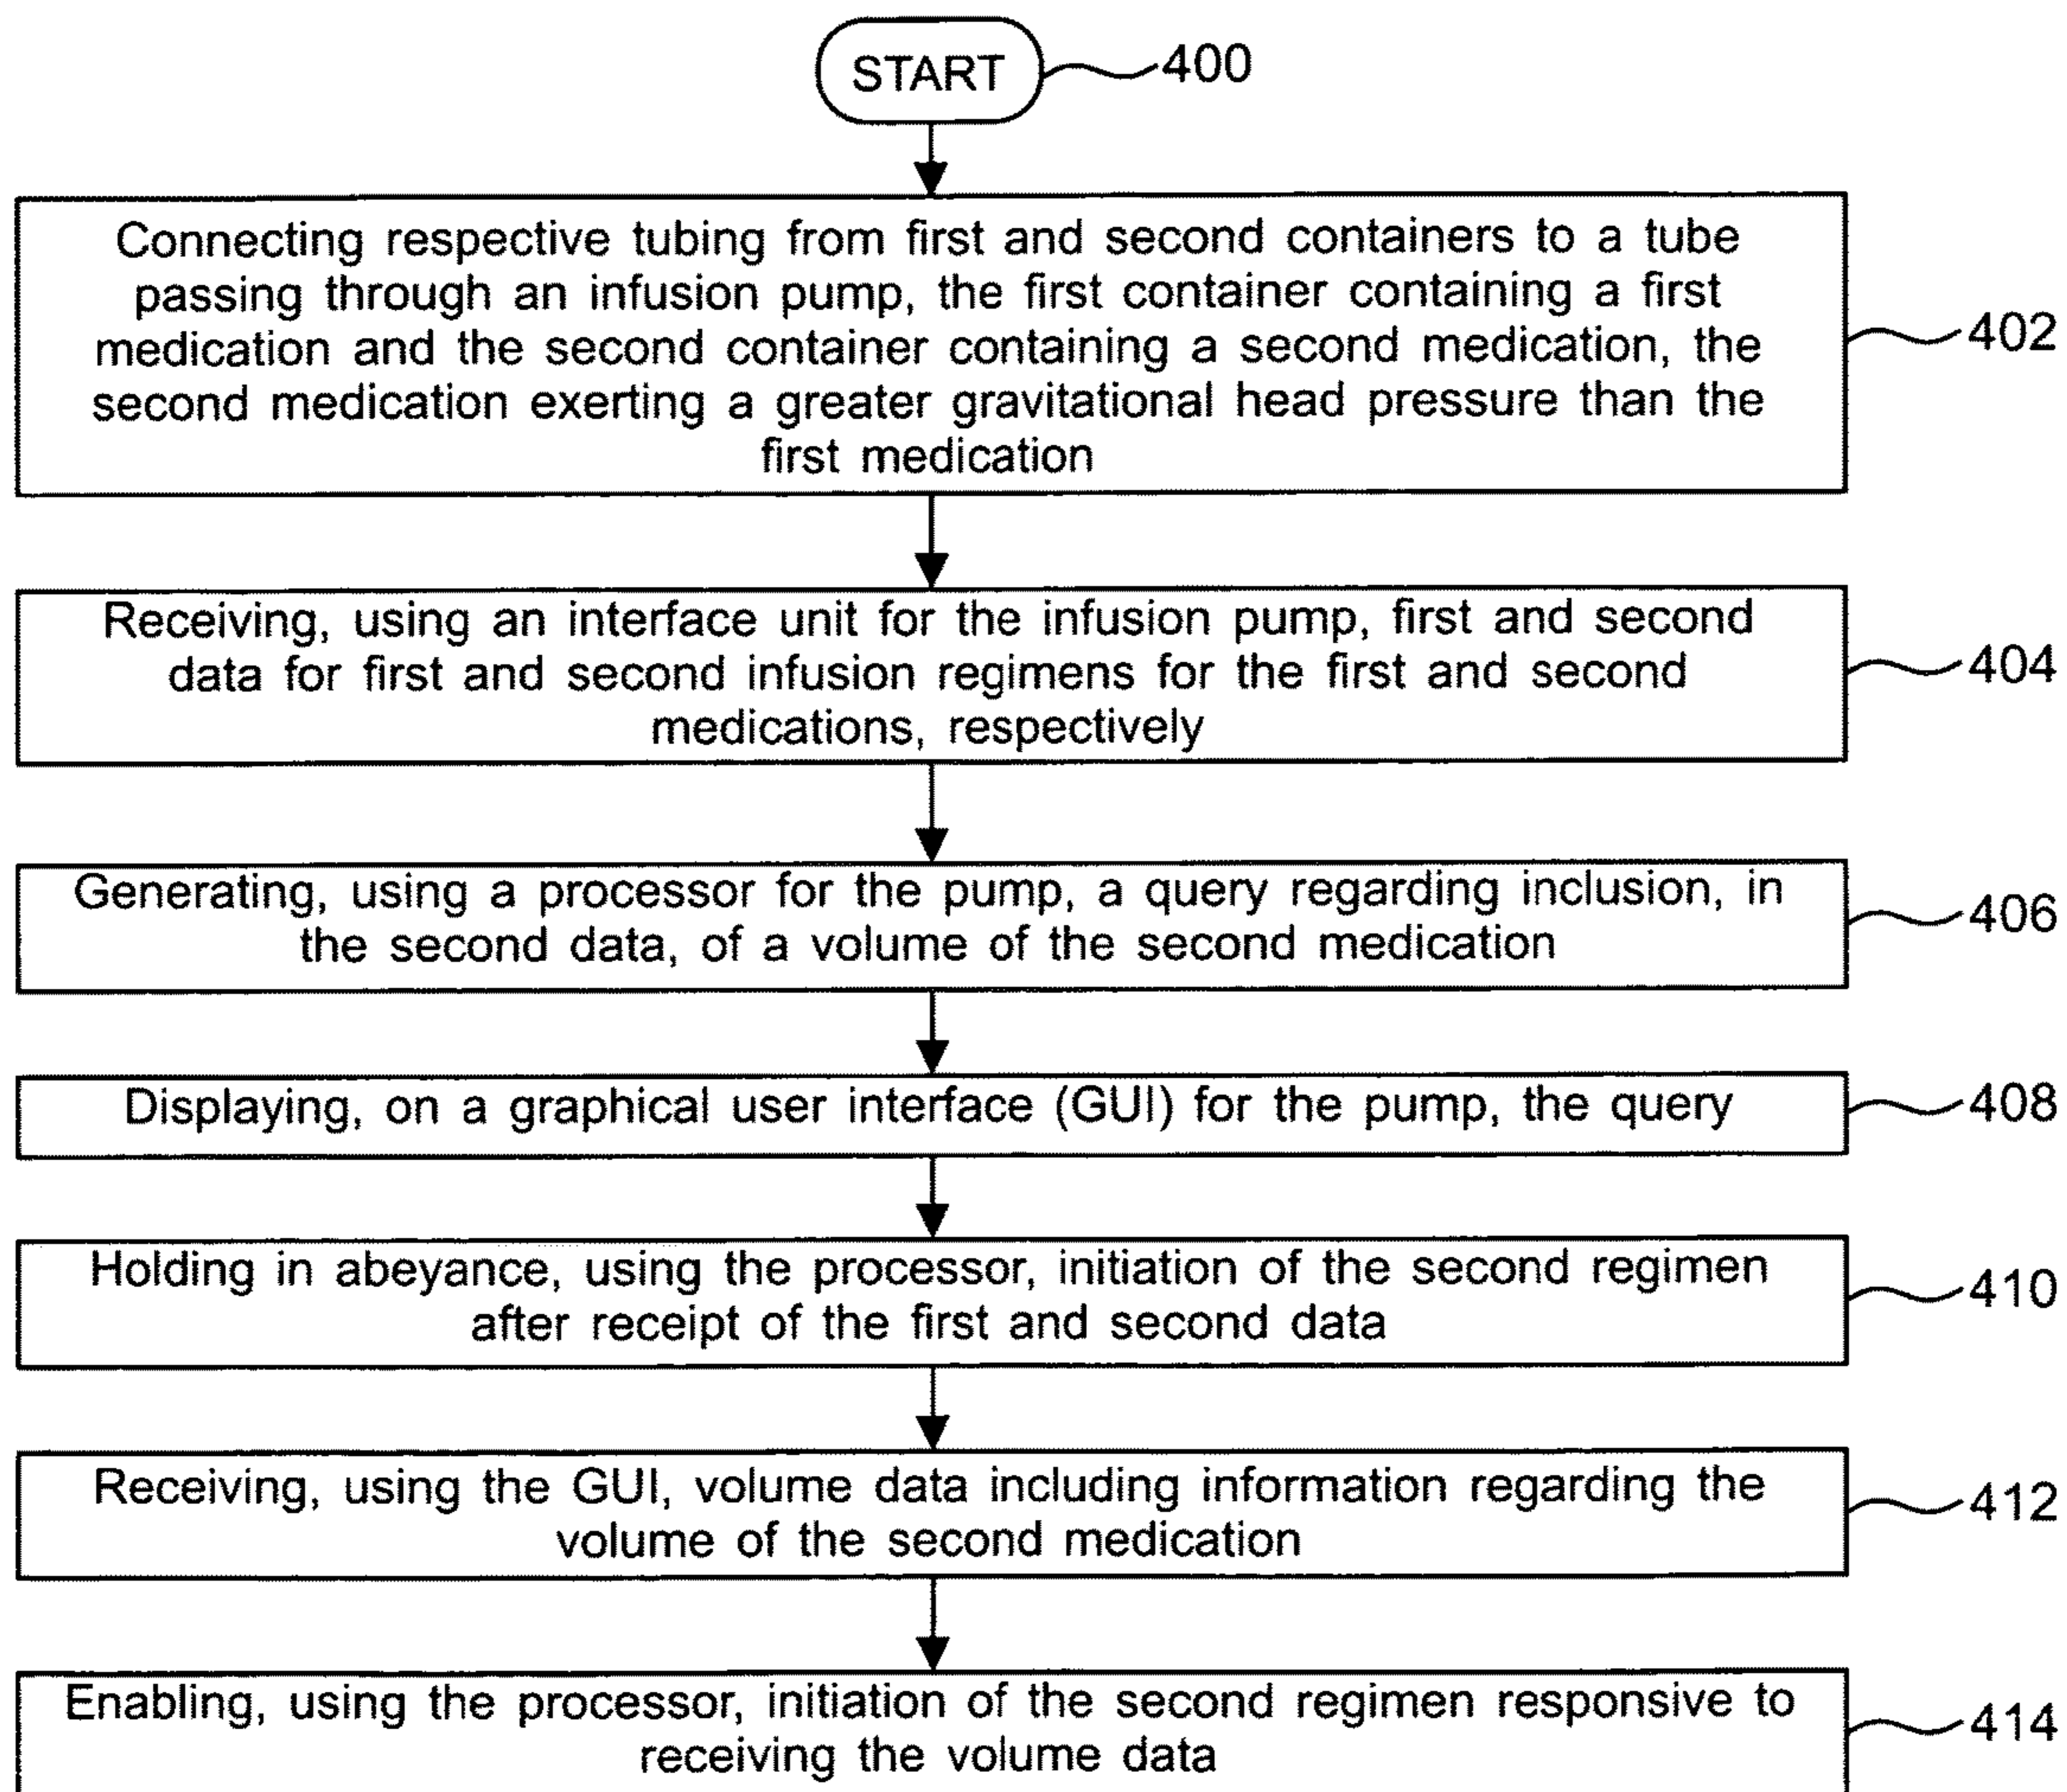 START
400
Connecting respective tubing from first and second containers to a tube
passing through an infusion pump, the first container containing a first
medication and the second container containing a second medication, the
second medication exerting a greater gravitational head pressure than the
first medication
402
Receiving, using an interface unit for the infusion pump, first and second
data for first and second infusion regimens for the first and second
medications, respectively
404
Generating, using a processor for the pump, a query regarding inclusion, in
the second data, of a volume of the second medication
406
Displaying, on a graphical user interface (GUI) for the pump, the query
408
Holding in abeyance, using the processor, initiation of the second regimen
after receipt of the first and second data
410
Receiving, using the GUI, volume data including information regarding the
volume of the second medication
412
Enabling, using the processor, initiation of the second regimen responsive to
receiving the volume data
414